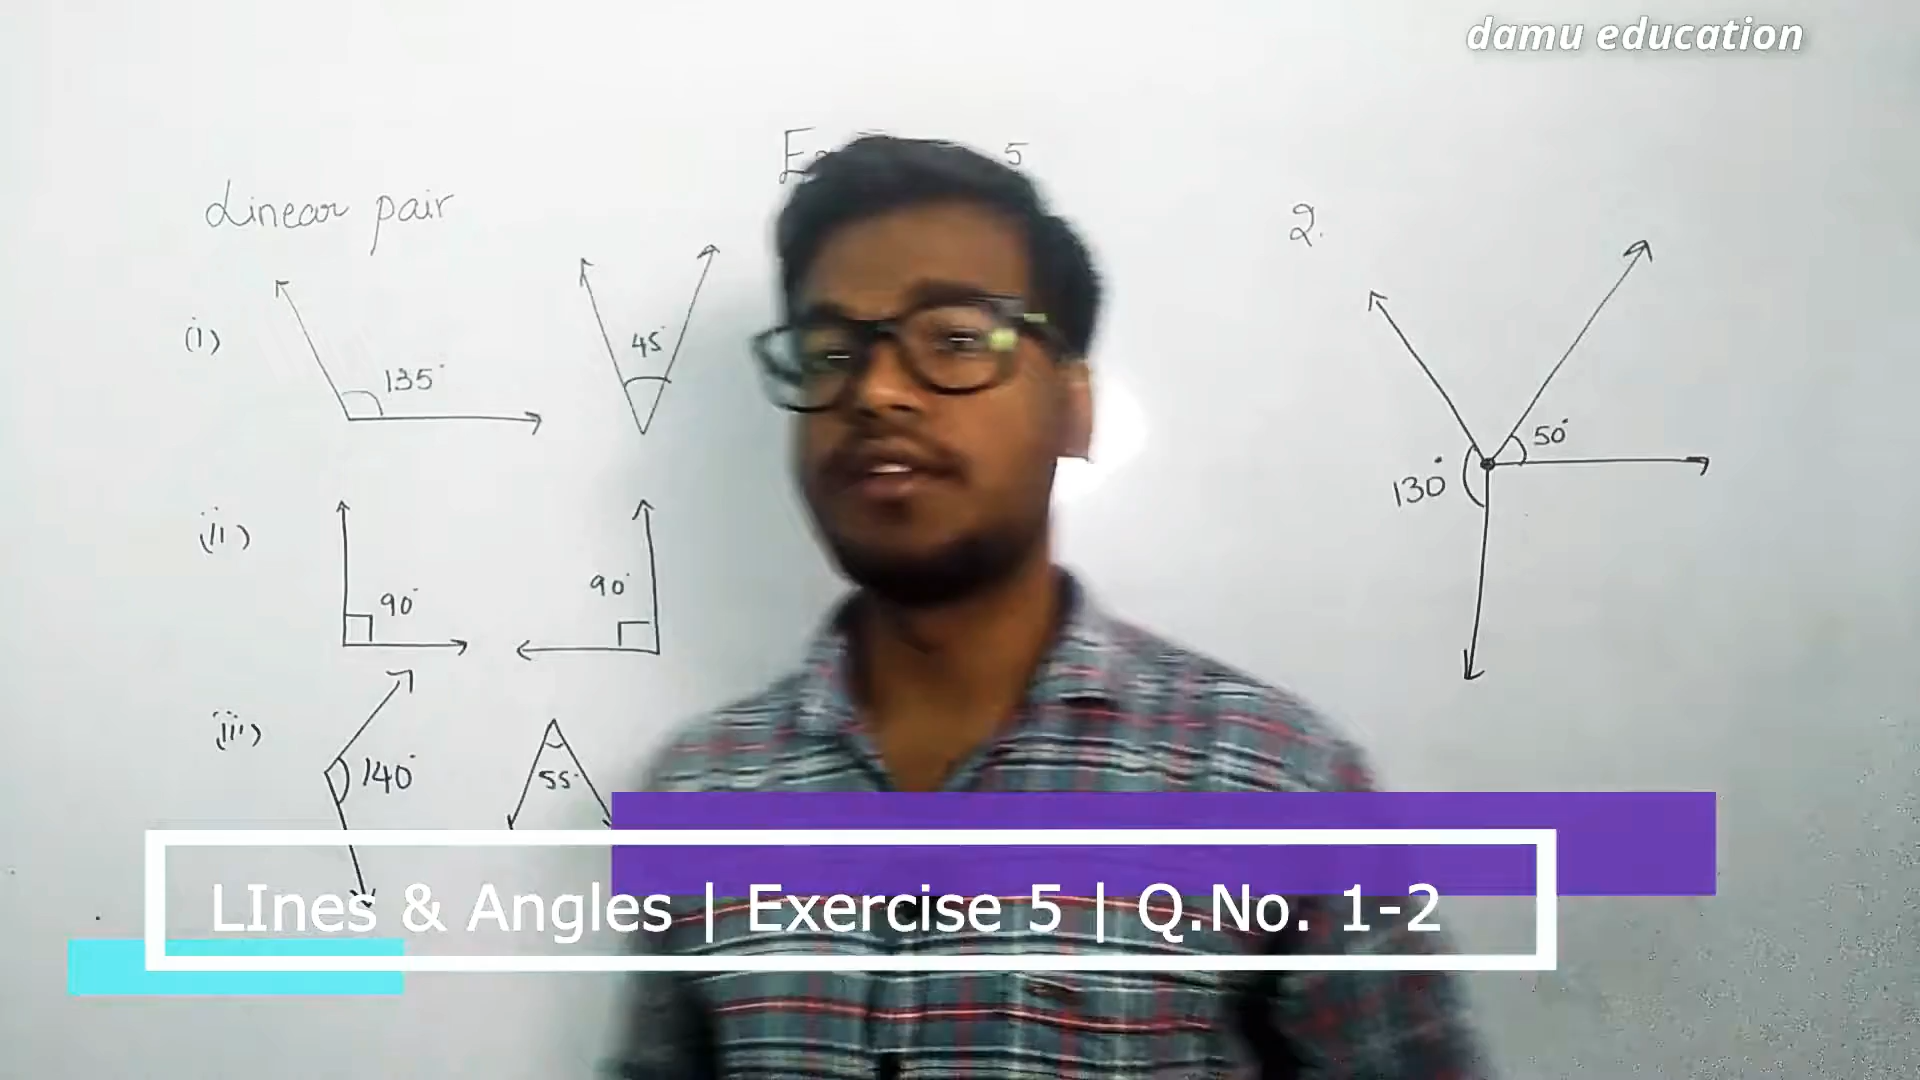 damu education
5
Linear pair
2.
(i)
135°
45°
50°
130°
(ii)
90°
90°
(iii)
140°
55°
LInes & Angles | Exercise 5 | Q.No. 1-2